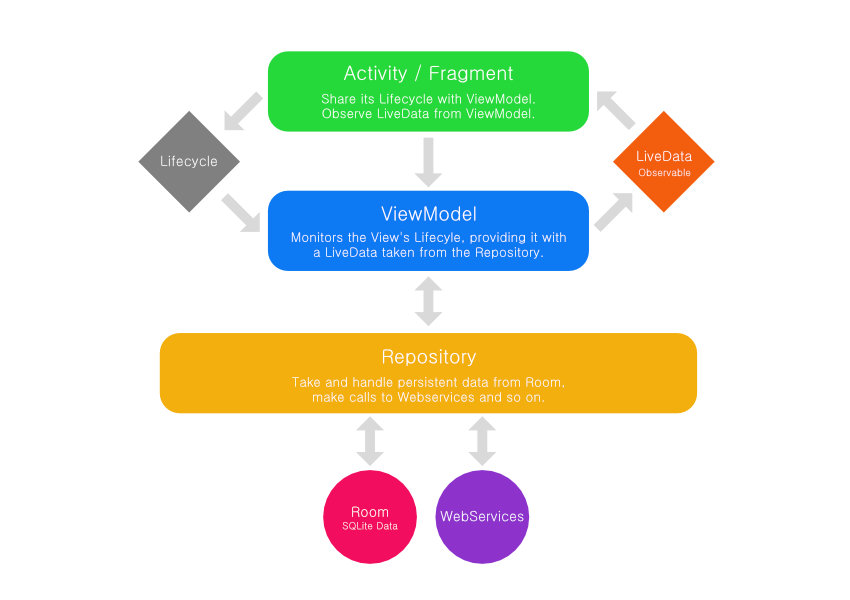 Activity / Fragment
Share its Lifecycle with ViewModel.
Observe LiveData from ViewModel.
Lifecycle
LiveData
Observable
ViewModel
Monitors the View's Lifecyle, providing it with
a LiveData taken from the Repository.
Repository
Take and handle persistent data from Room,
make calls to Webservices and so on.
Room
SQLite Data
WebServices